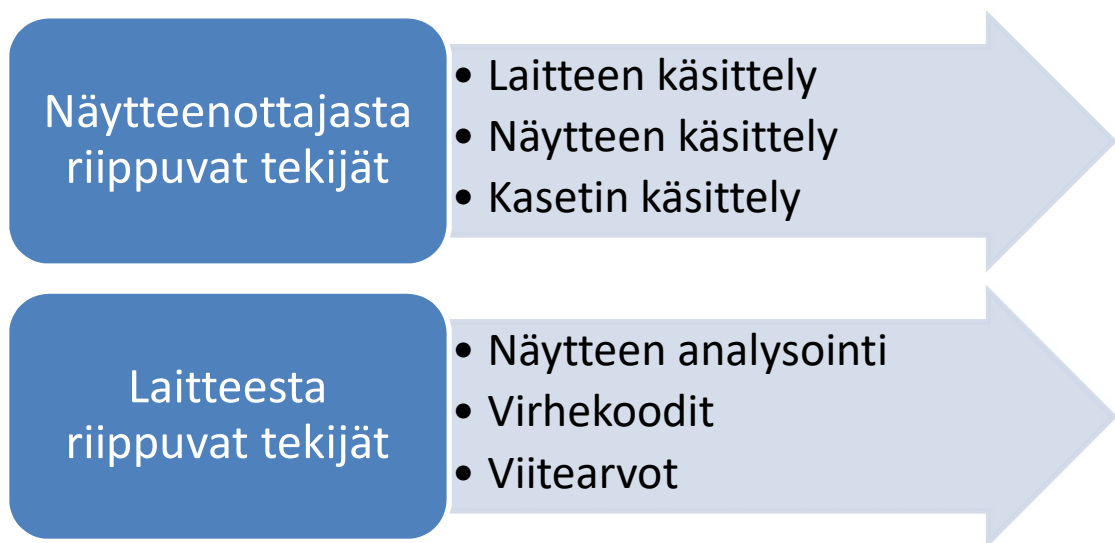 Näytteenottajasta
riippuvat tekijät
• Laitteen käsittely
• Näytteen käsittely
• Kasetin käsittely
Laitteesta
riippuvat tekijät
• Näytteen analysointi
• Virhekoodit
• Viitearvot